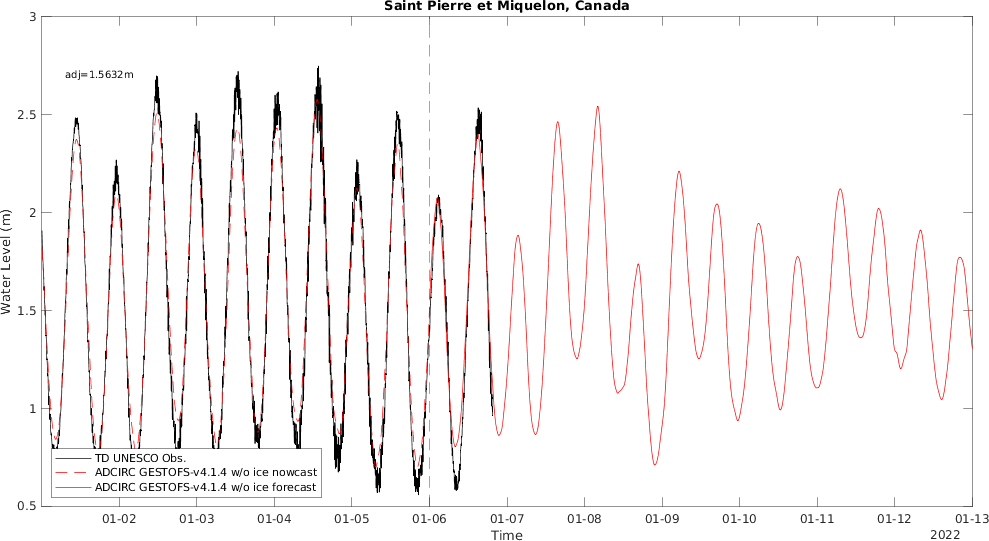 Saint Pierre et Miquelon, Canada
3
adj=1.5632m
2.5
2
Water Level (m)
1.5
1
TD UNESCO Obs.
ADCIRC GESTOFS-v4.1.4 w/o ice nowcast
ADCIRC GESTOFS-v4.1.4 w/o ice forecast
0.5
01-02 01-03 01-04 01-05 01-06 01-07 01-08 01-09 01-10 01-11 01-12 01-13
Time
2022